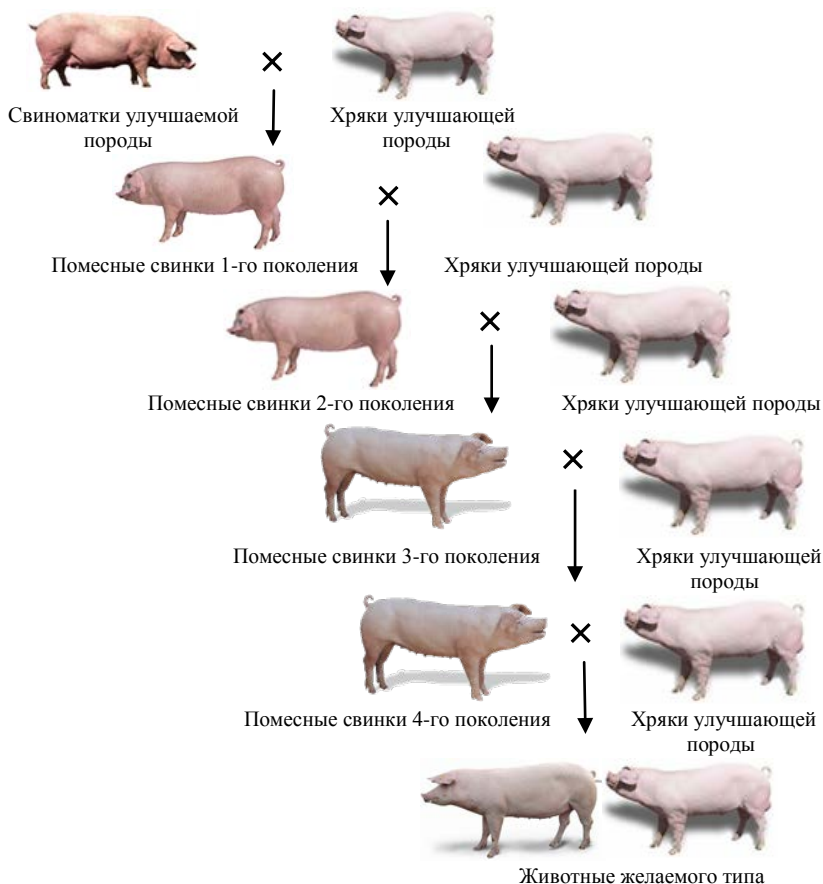 Свиноматки улучшаемой
породы
Хряки улучшающей
породы
Помесные свинки 1-го поколения
Хряки улучшающей породы
Помесные свинки 2-го поколения
Хряки улучшающей породы
Помесные свинки 3-го поколения
Хряки улучшающей
породы
Помесные свинки 4-го поколения
Хряки улучшающей
породы
Животные желаемого типа